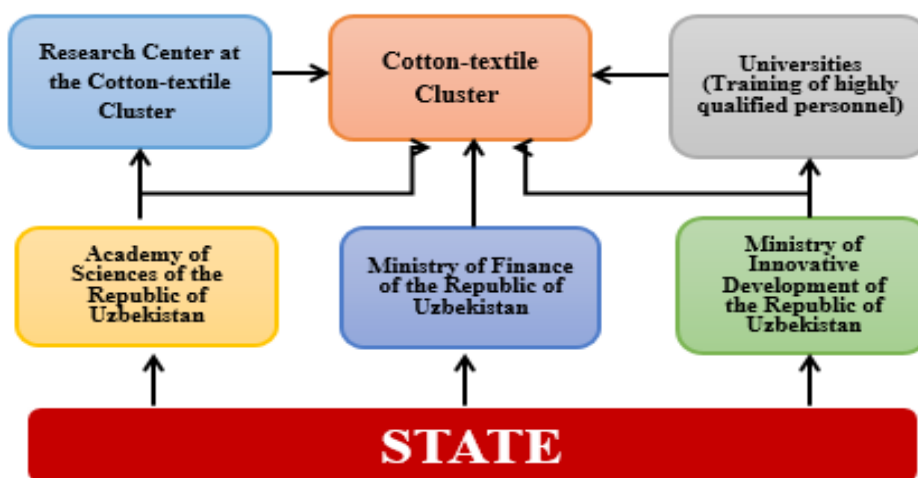 Research Center at
the Cotton-textile
Cluster
Cotton-textile
Cluster
Universities
(Training of highly
qualified personnel)
Academy of
Sciences of the
Republic of
Uzbekistan
Ministry of Finance
of the Republic of
Uzbekistan
Ministry of
Innovative
Development of
the Republic of
Uzbekistan
STATE